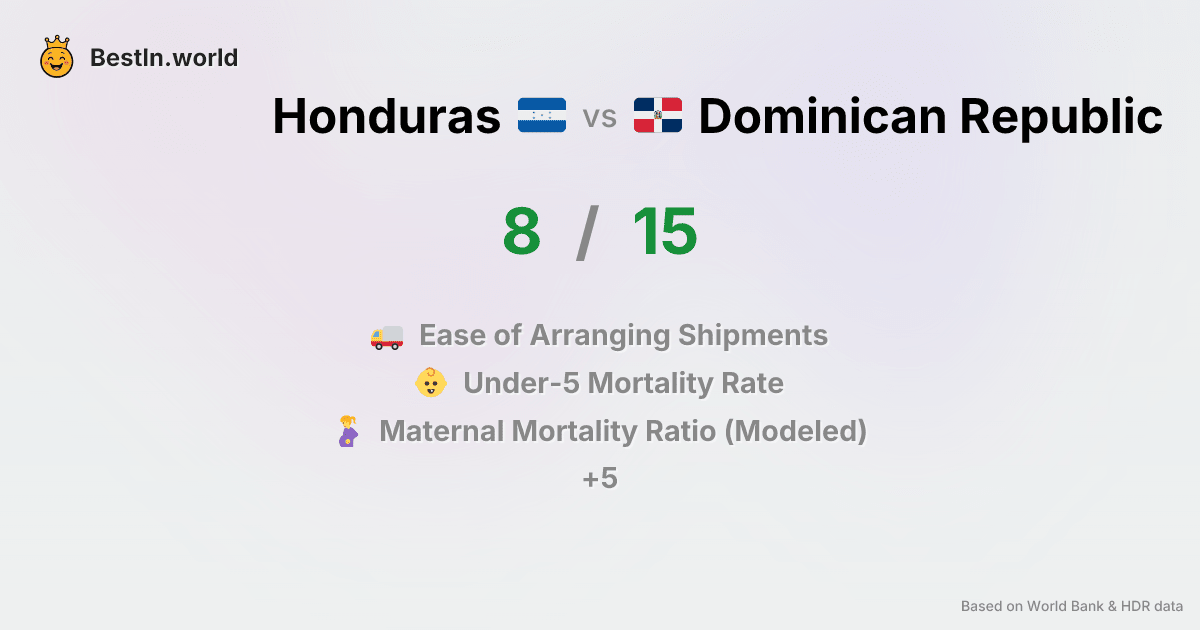 BestIn.world
Honduras vs Dominican Republic
8 / 15
Ease of Arranging Shipments
Under-5 Mortality Rate
Maternal Mortality Ratio (Modeled)
+5
Based on World Bank & HDR data